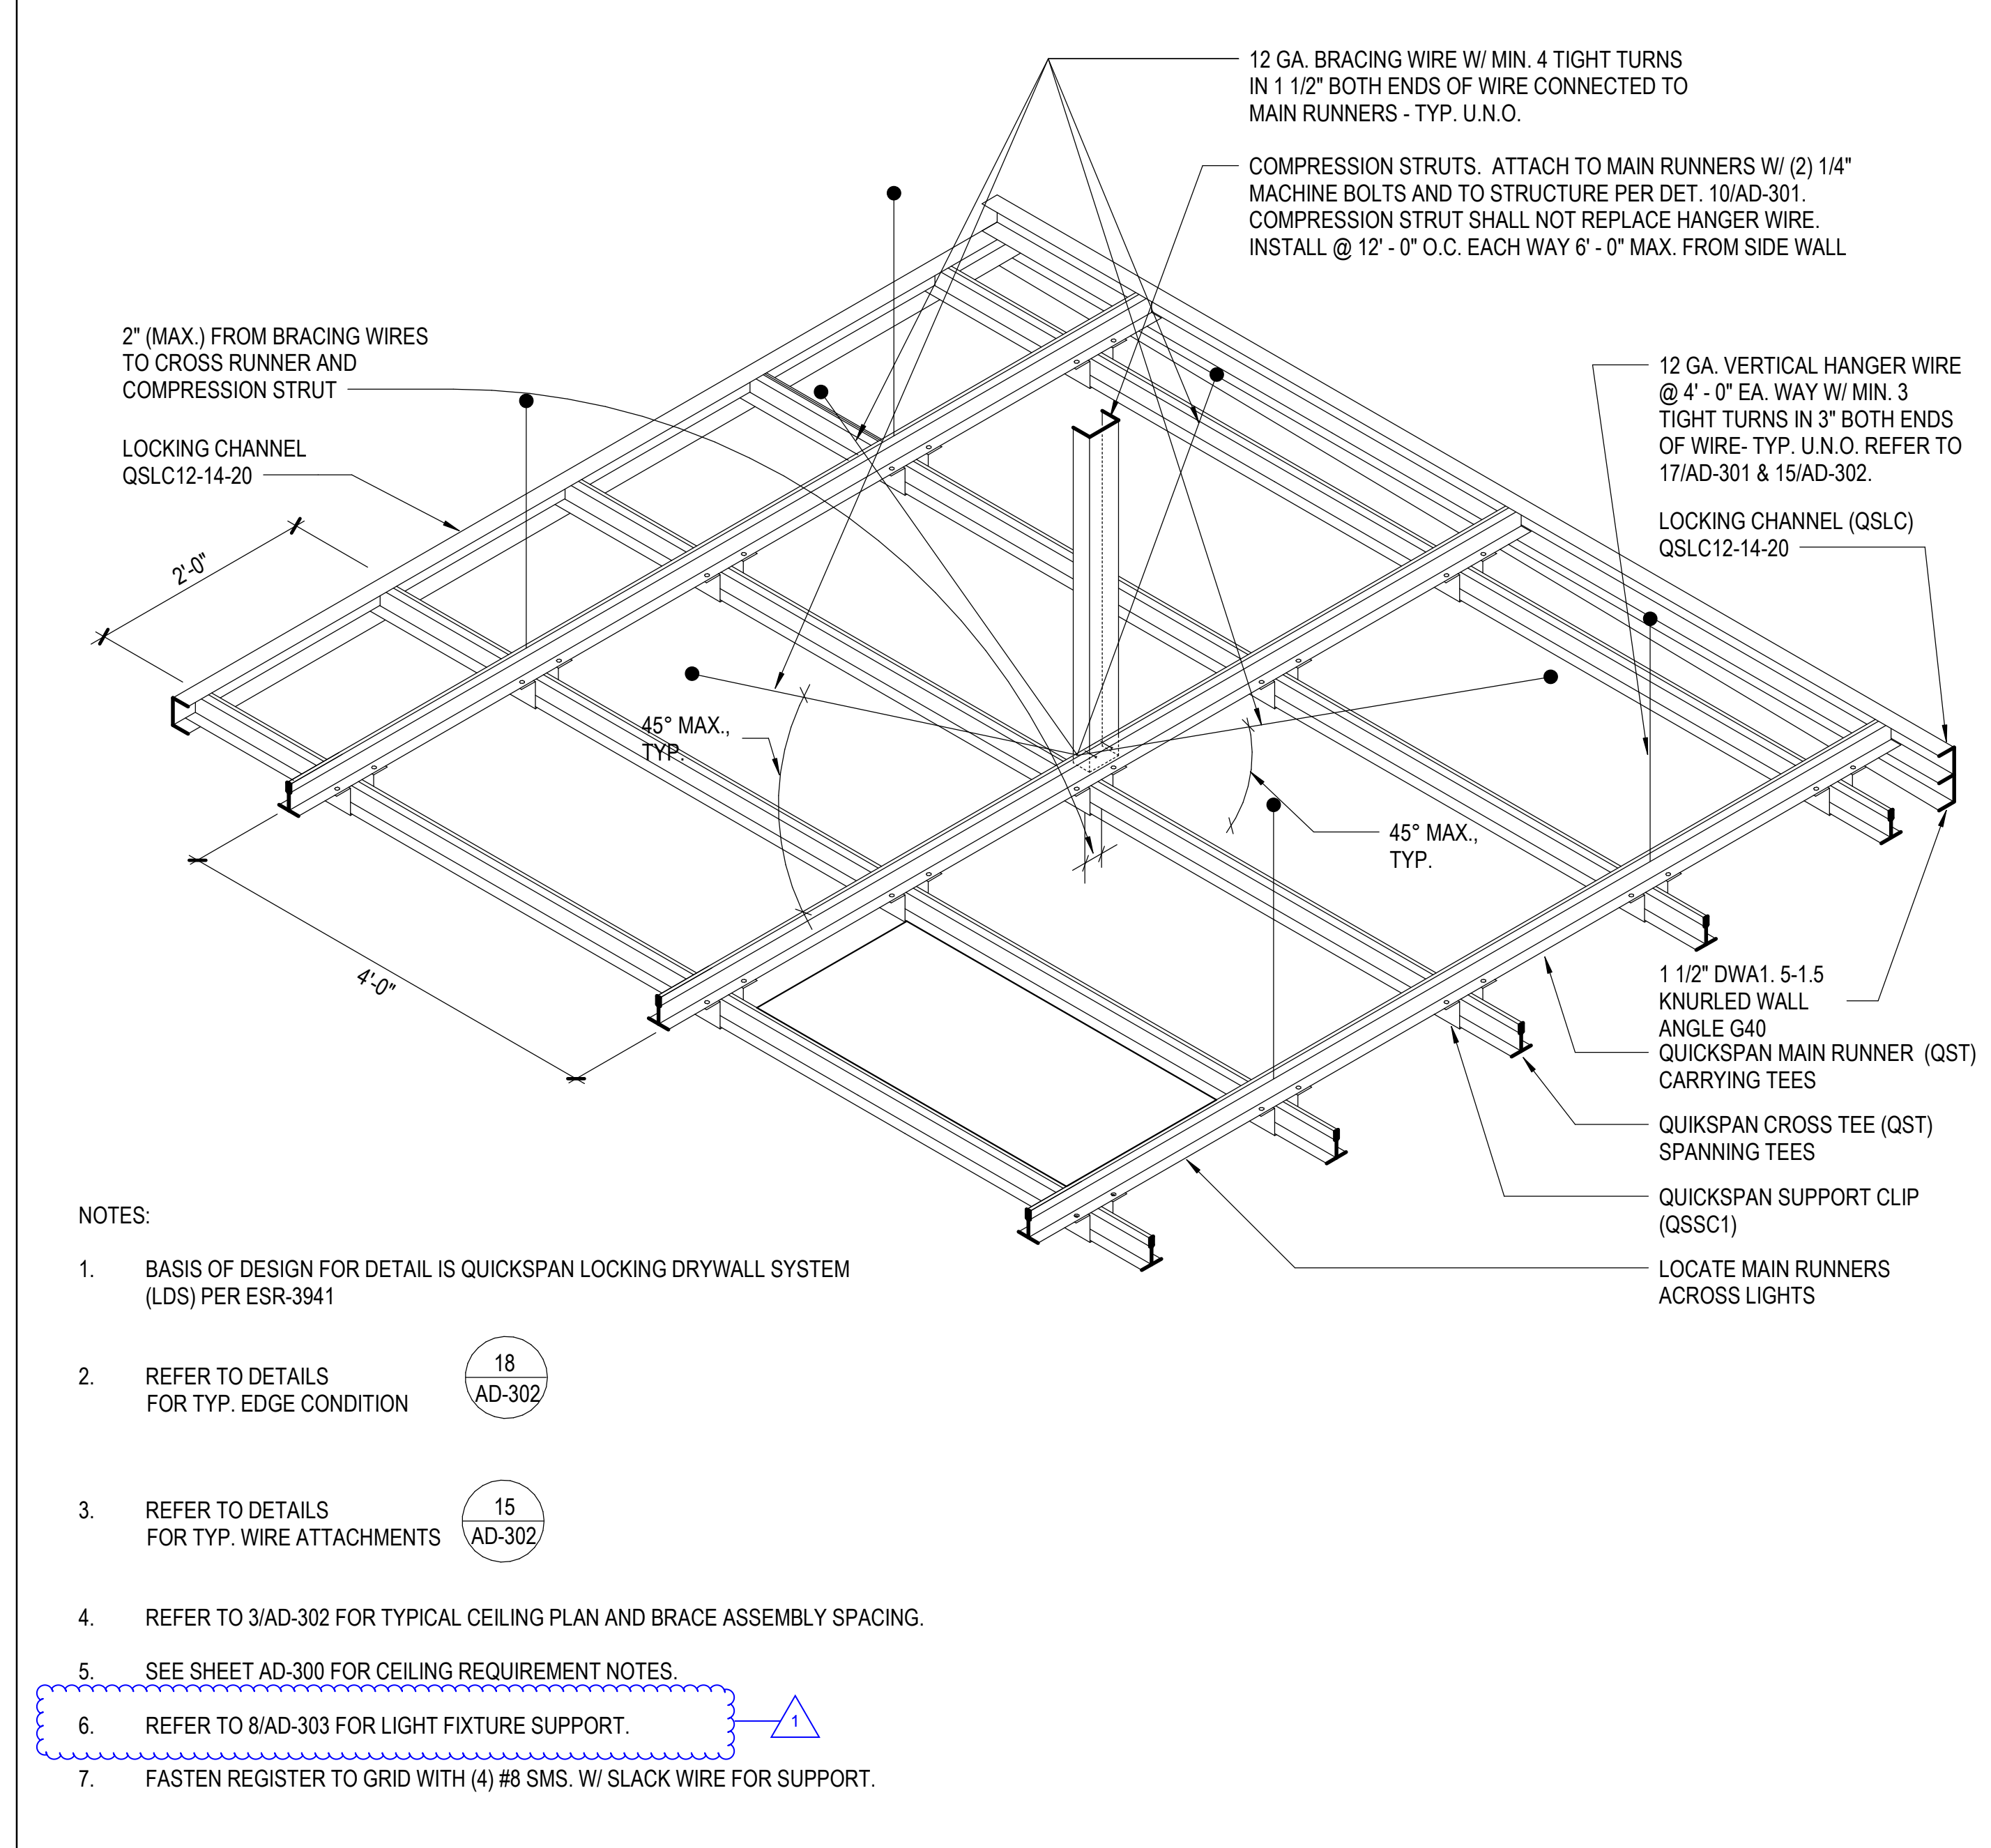 12 GA. BRACING WIRE W/ MIN. 4 TIGHT TURNS
IN 1 1/2" BOTH ENDS OF WIRE CONNECTED TO
MAIN RUNNERS - TYP. U.N.O.
COMPRESSION STRUTS. ATTACH TO MAIN RUNNERS W/ (2) 1/4"
MACHINE BOLTS AND TO STRUCTURE PER DET. 10/AD-301.
COMPRESSION STRUT SHALL NOT REPLACE HANGER WIRE.
INSTALL @ 12' - 0" O.C. EACH WAY 6' - 0" MAX. FROM SIDE WALL
2" (MAX.) FROM BRACING WIRES
TO CROSS RUNNER AND
COMPRESSION STRUT
LOCKING CHANNEL
QSLC12-14-20
12 GA. VERTICAL HANGER WIRE
@ 4' - 0" EA. WAY W/ MIN. 3
TIGHT TURNS IN 3" BOTH ENDS
OF WIRE- TYP. U.N.O. REFER TO
17/AD-301 & 15/AD-302.
LOCKING CHANNEL (QSLC)
QSLC12-14-20
2'-0"
45° MAX.,
TYP.
45° MAX.,
TYP.
4'-0"
1 1/2" DWA1. 5-1.5
KNURLED WALL
ANGLE G40
QUICKSPAN MAIN RUNNER (QST)
CARRYING TEES
QUIKSPAN CROSS TEE (QST)
SPANNING TEES
QUICKSPAN SUPPORT CLIP
(QSSC1)
LOCATE MAIN RUNNERS
ACROSS LIGHTS
NOTES:
1. BASIS OF DESIGN FOR DETAIL IS QUICKSPAN LOCKING DRYWALL SYSTEM
(LDS) PER ESR-3941
2. REFER TO DETAILS
FOR TYP. EDGE CONDITION
18
AD-302
3. REFER TO DETAILS
FOR TYP. WIRE ATTACHMENTS
15
AD-302
4. REFER TO 3/AD-302 FOR TYPICAL CEILING PLAN AND BRACE ASSEMBLY SPACING.
5. SEE SHEET AD-300 FOR CEILING REQUIREMENT NOTES.
6. REFER TO 8/AD-303 FOR LIGHT FIXTURE SUPPORT.
1
7. FASTEN REGISTER TO GRID WITH (4) #8 SMS. W/ SLACK WIRE FOR SUPPORT.